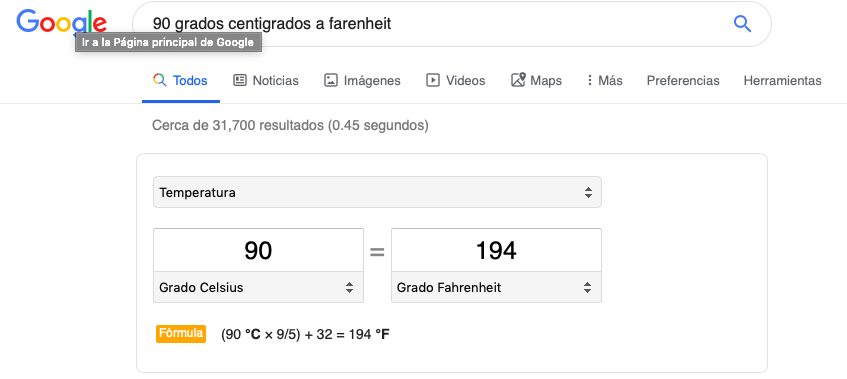 Google
90 grados centigrados a farenheit
Ir a la Página principal de Google
Todos Noticias Imágenes Videos Maps Más Preferencias Herramientas
Cerca de 31,700 resultados (0.45 segundos)
Temperatura
90 = 194
Grado Celsius Grado Fahrenheit
Fórmula (90 °C × 9/5) + 32 = 194 °F